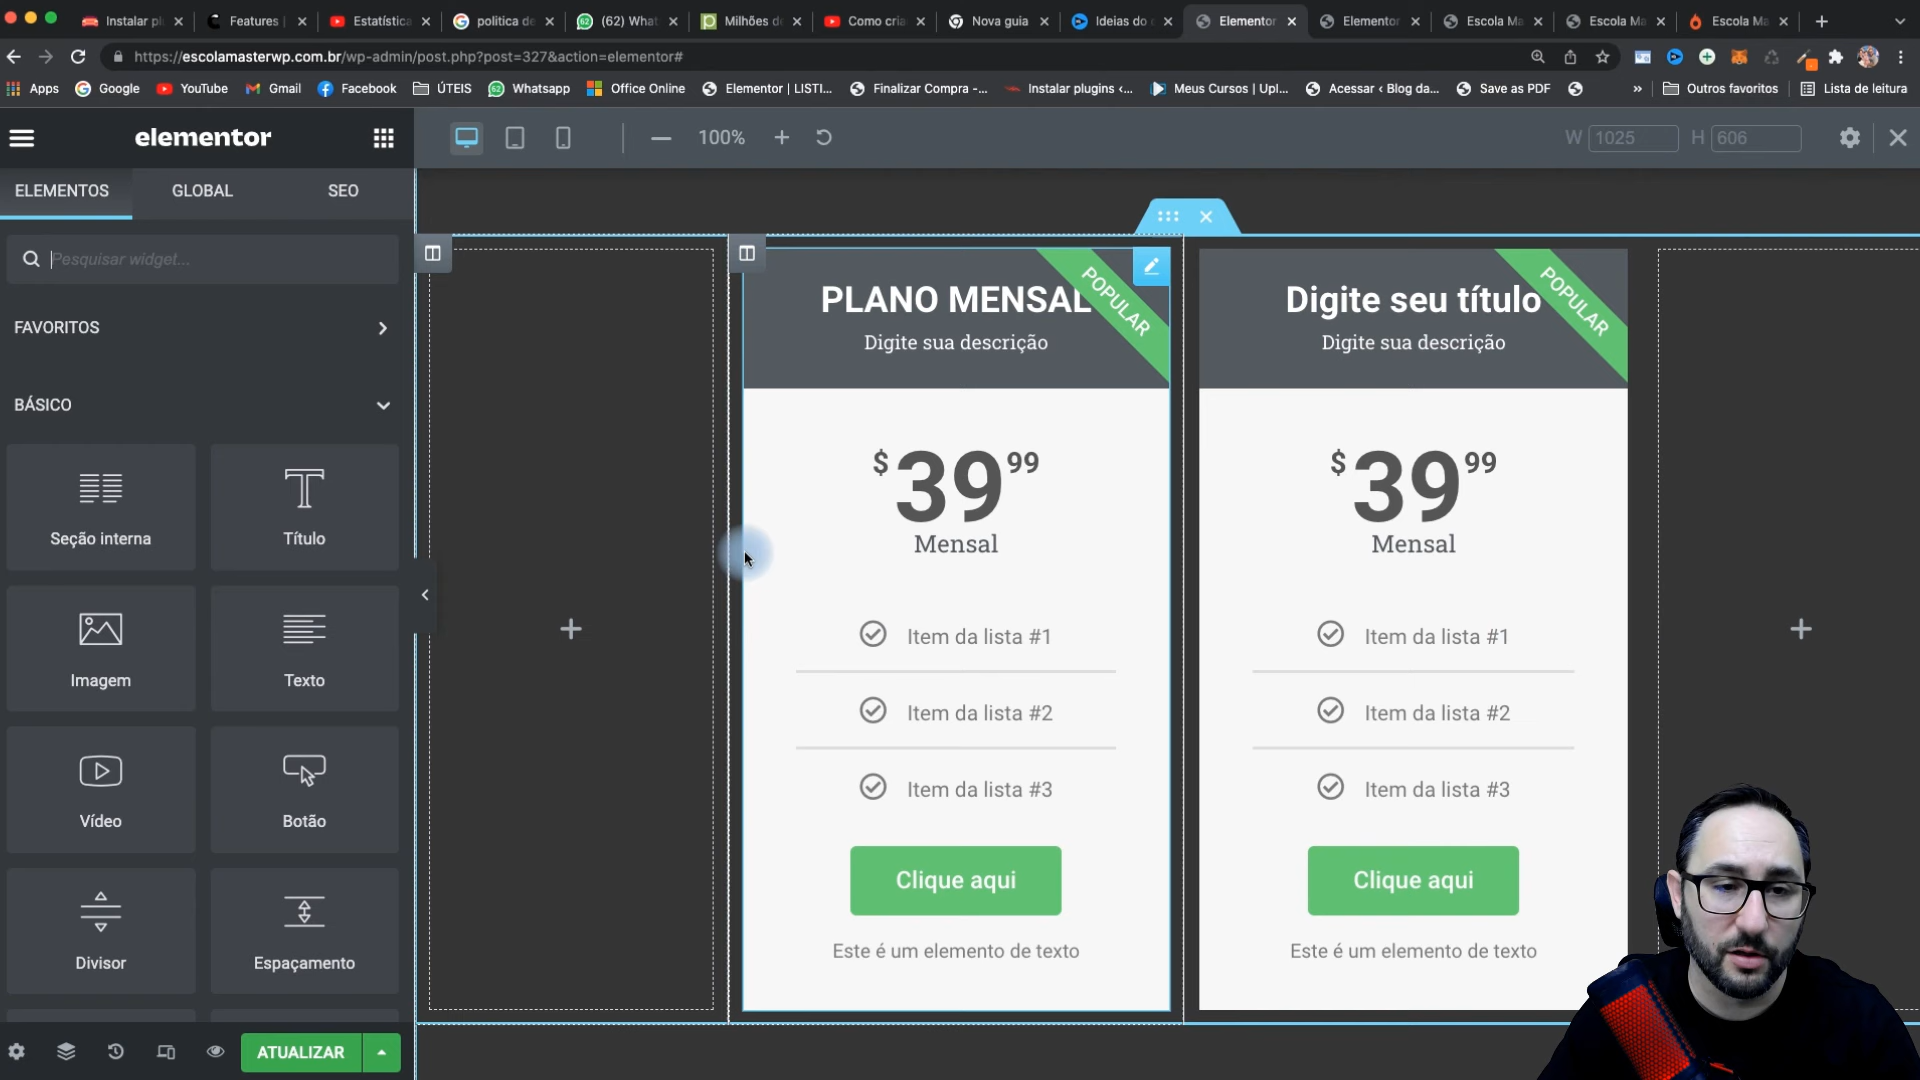 Instalar pl
Features |
Estatística
politica de
(62) What
Milhões de
Como cria
Nova guia
Ideias do c
Elementor
Elementor
Escola Ma
Escola Ma
Escola Ma
https://escolamasterwp.com.br/wp-admin/post.php?post=327&action=elementor#
Apps
Google
YouTube
Gmail
Facebook
ÚTEIS
Whatsapp
Office Online
Elementor | LISTI...
Finalizar Compra -...
Instalar plugins ‹...
Meus Cursos | Upl...
Acessar ‹ Blog da...
Save as PDF
»
Outros favoritos
Lista de leitura
elementor
100%
W 1025
H 606
ELEMENTOS
GLOBAL
SEO
Pesquisar widget...
FAVORITOS
BÁSICO
Seção interna
Título
Imagem
Texto
Vídeo
Botão
Divisor
Espaçamento
ATUALIZAR
PLANO MENSAL
POPULAR
Digite sua descrição
$ 39 99
Mensal
Item da lista #1
Item da lista #2
Item da lista #3
Clique aqui
Este é um elemento de texto
Digite seu título
POPULAR
Digite sua descrição
$ 39 99
Mensal
Item da lista #1
Item da lista #2
Item da lista #3
Clique aqui
Este é um elemento de texto